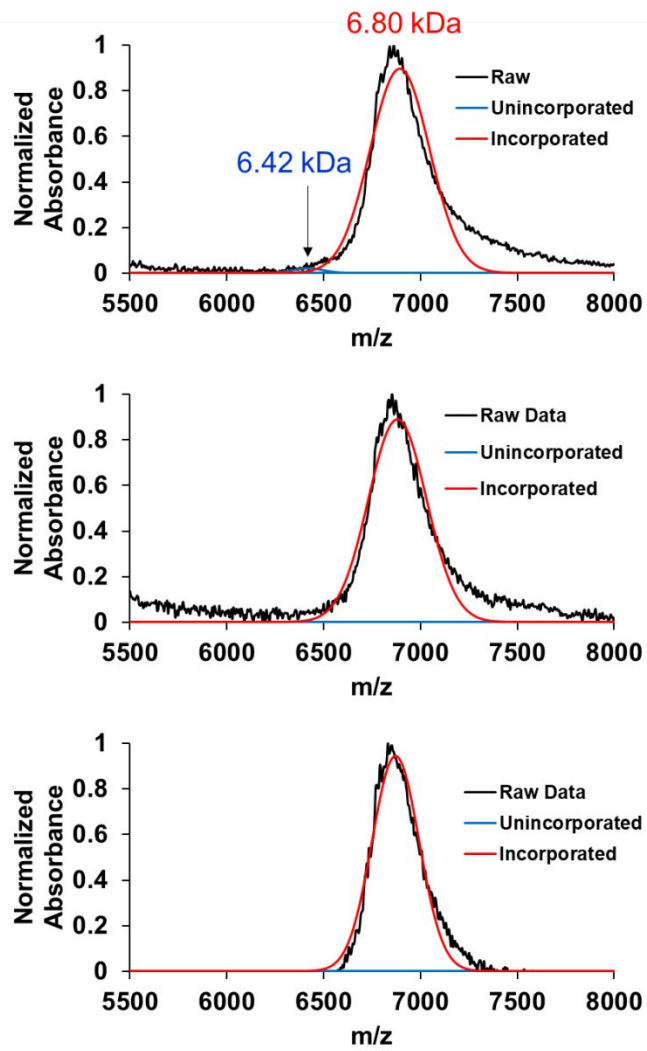 6.80 kDa
Normalized
Absorbance
1
0.8
0.6
0.4
0.2
0
6.42 kDa
Raw
Unincorporated
Incorporated
5500 6000 6500 7000 7500 8000
m/z
Normalized
Absorbance
1
0.8
0.6
0.4
0.2
0
Raw Data
Unincorporated
Incorporated
5500 6000 6500 7000 7500 8000
m/z
Normalized
Absorbance
1
0.8
0.6
0.4
0.2
0
Raw Data
Unincorporated
Incorporated
5500 6000 6500 7000 7500 8000
m/z